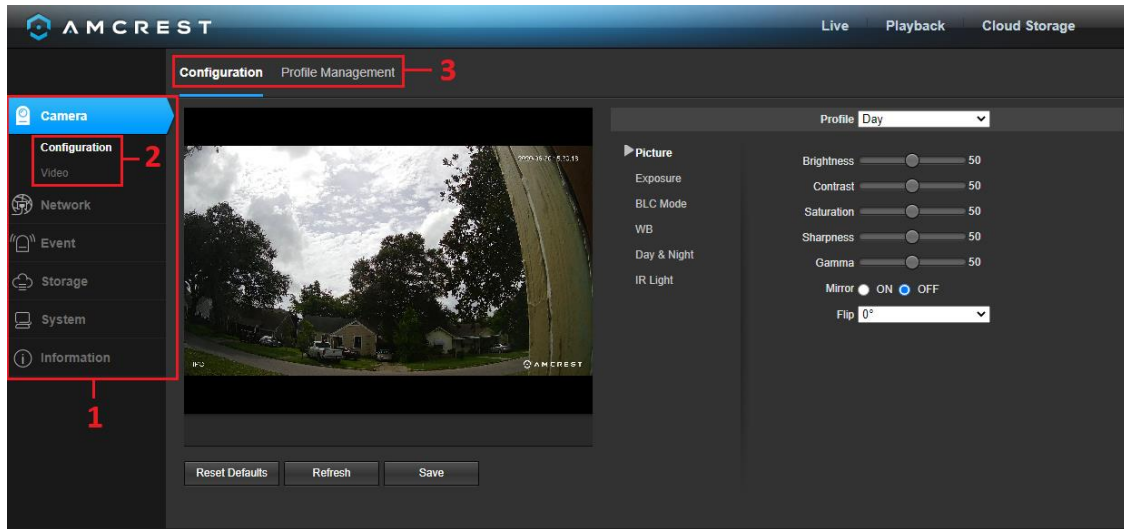 AMCREST
Live Playback Cloud Storage
Configuration Profile Management 3
Camera
Configuration
Video
2
Network
Event
Storage
System
Information
1
IPC
AMCREST
Reset Defaults Refresh Save
Profile Day
Picture
Exposure
BLC Mode
WB
Day & Night
IR Light
Brightness 50
Contrast 50
Saturation 50
Sharpness 50
Gamma 50
Mirror ON OFF
Flip 0°